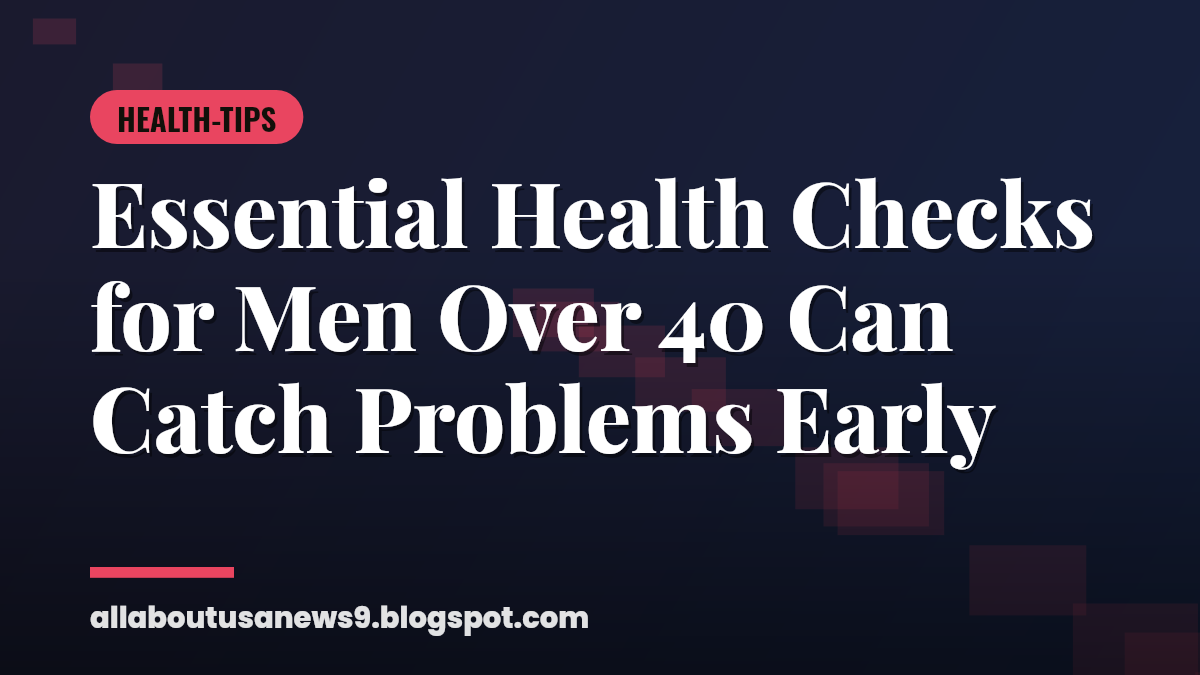 HEALTH-TIPS
Essential Health Checks
for Men Over 40 Can
Catch Problems Early
allaboutusanews9.blogspot.com